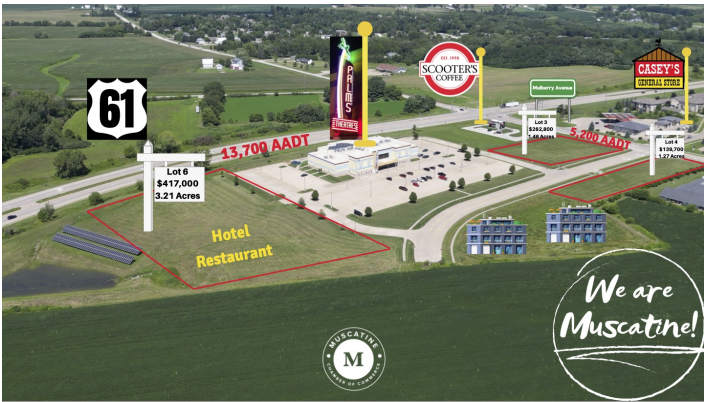 61
PALMS
THEATRES
EST. 1998
SCOOTER'S
COFFEE
CASEY'S
GENERAL STORE
Mulberry Avenue
Lot 3
$262,800
1.46 Acres
5,200 AADT
Lot 4
$139,700
1.27 Acres
13,700 AADT
Lot 6
$417,000
3.21 Acres
Hotel
Restaurant
We are
Muscatine!
MUSCATINE
M
CHAMBER OF COMMERCE